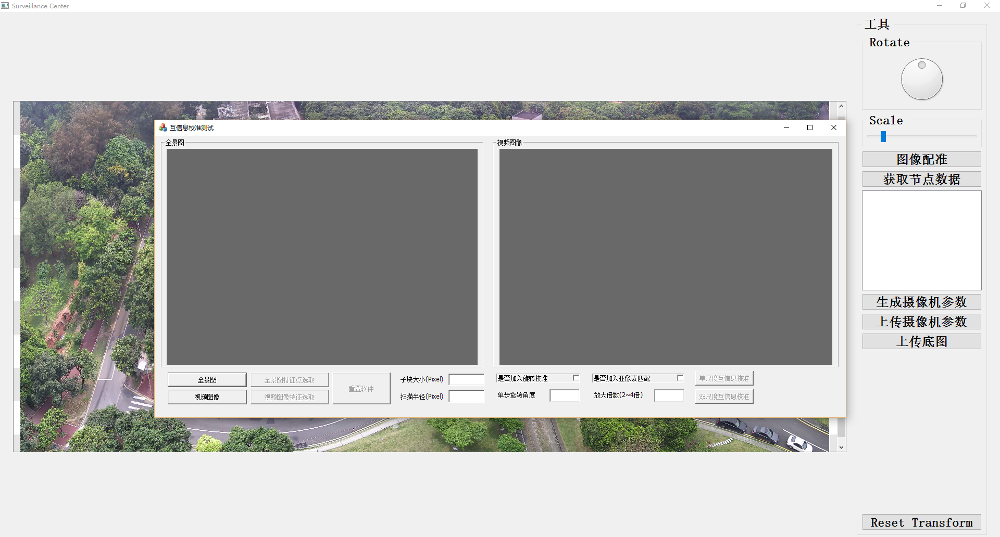 Surveillance Center
工具
Rotate
Scale
图像配准
获取节点数据
生成摄像机参数
上传摄像机参数
上传底图
Reset Transform
互信息校准测试
全景图
视频图像
全景图
全景图特征点选取
重置软件
子块大小(Pixel)
是否加入旋转校准
是否加入亚像素匹配
单尺度互信息校准
视频图像
视频图像特征选取
扫描半径(Pixel)
单步旋转角度
放大倍数(2~4倍)
双尺度互信息校准